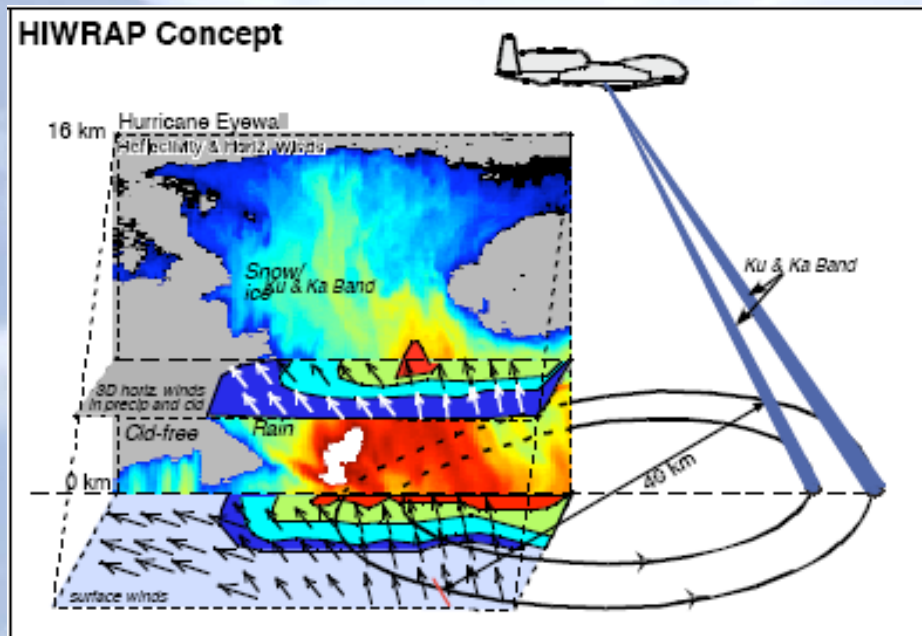 HIWRAP Concept
16 km
Hurricane Eyewall
Reflectivity & Horiz. Winds
Snow/
ice
Ku & Ka Band
Ku & Ka Band
3D horiz. winds
in precip and cld
Cld-free
Rain
0 km
40 km
surface winds